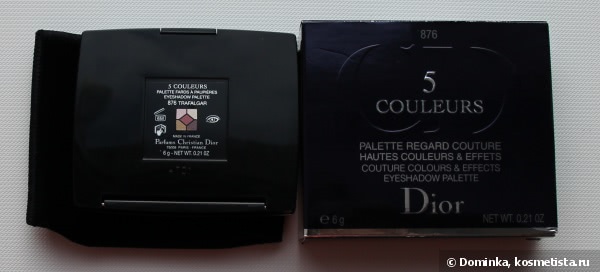 5 COULEURS
PALETTE FARDS À PAUPIÈRES
EYESHADOW PALETTE
876 TRAFALGAR
MADE IN FRANCE
Parfums Christian Dior
75008 PARIS FRANCE
6 g - NET WT. 0.21 OZ
876
5
COULEURS
PALETTE REGARD COUTURE
HAUTES COULEURS & EFFETS
COUTURE COLOURS & EFFECTS
EYESHADOW PALETTE
Dior
e 6 g
NET WT. 0.21 OZ
© Dominka, kosmetista.ru